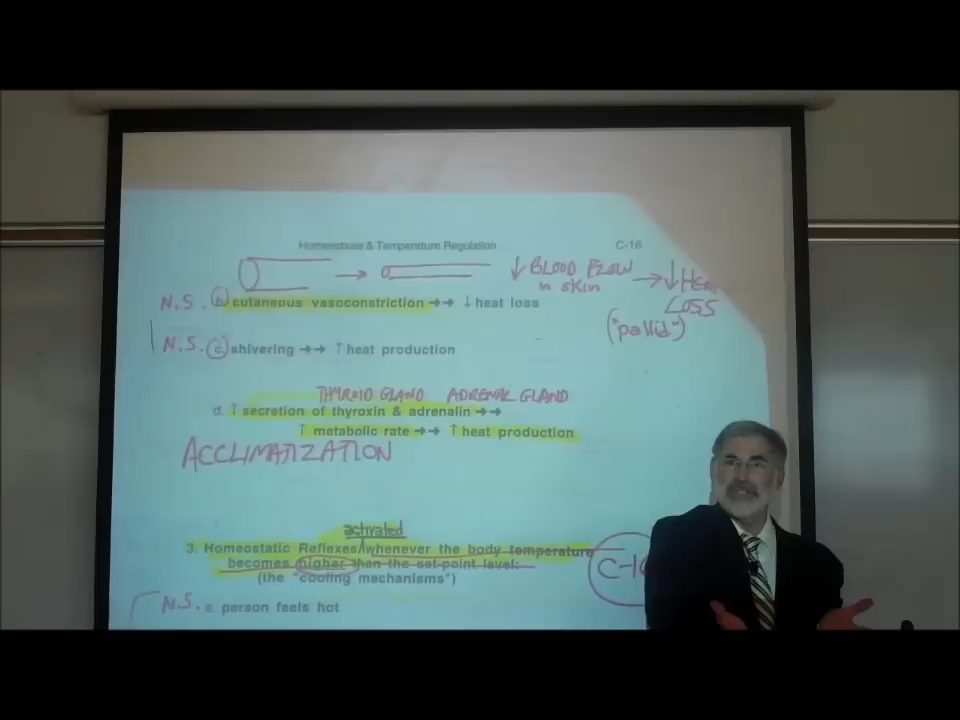 Homeostasis & Temperature Regulation C-16
↓ BLOOD FLOW in skin → ↓ HEAT LOSS
("pallid")
N.S. b. cutaneous vasoconstriction →→ ↓ heat loss
N.S. c. shivering →→ ↑ heat production
THYROID GLAND ADRENAL GLAND
d. ↑ secretion of thyroxin & adrenalin →→
↑ metabolic rate →→ ↑ heat production
ACCLIMATIZATION
activated
3. Homeostatic Reflexes whenever the body temperature
becomes higher than the set-point level:
(the "cooling mechanisms")
C-16
N.S. a. person feels hot